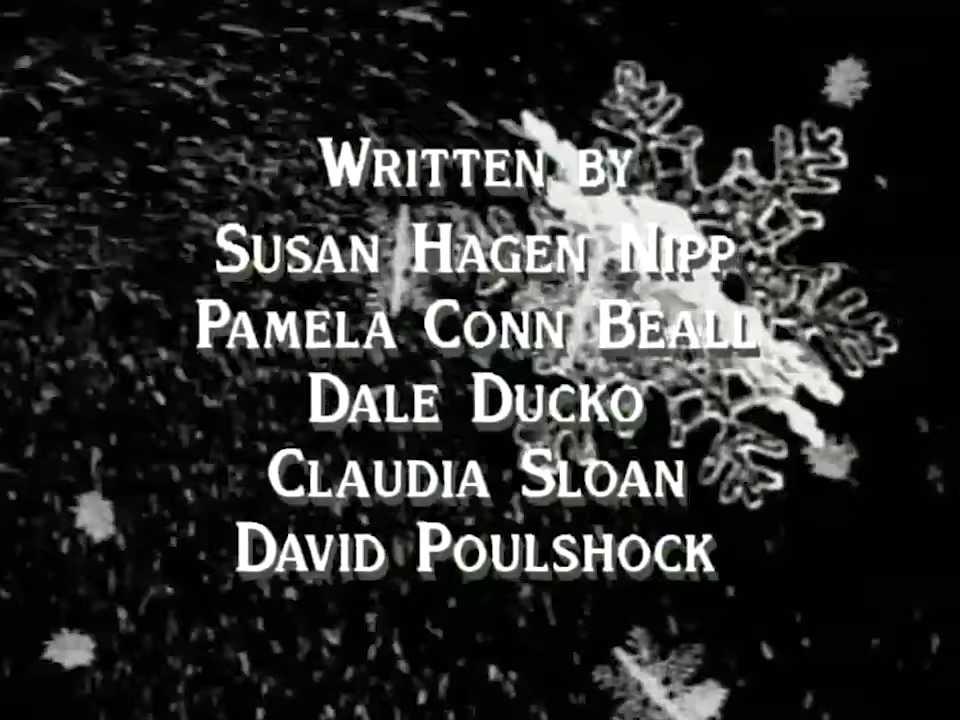 WRITTEN BY
SUSAN HAGEN NIPP
PAMELA CONN BEALL
DALE DUCKO
CLAUDIA SLOAN
DAVID POULSHOCK